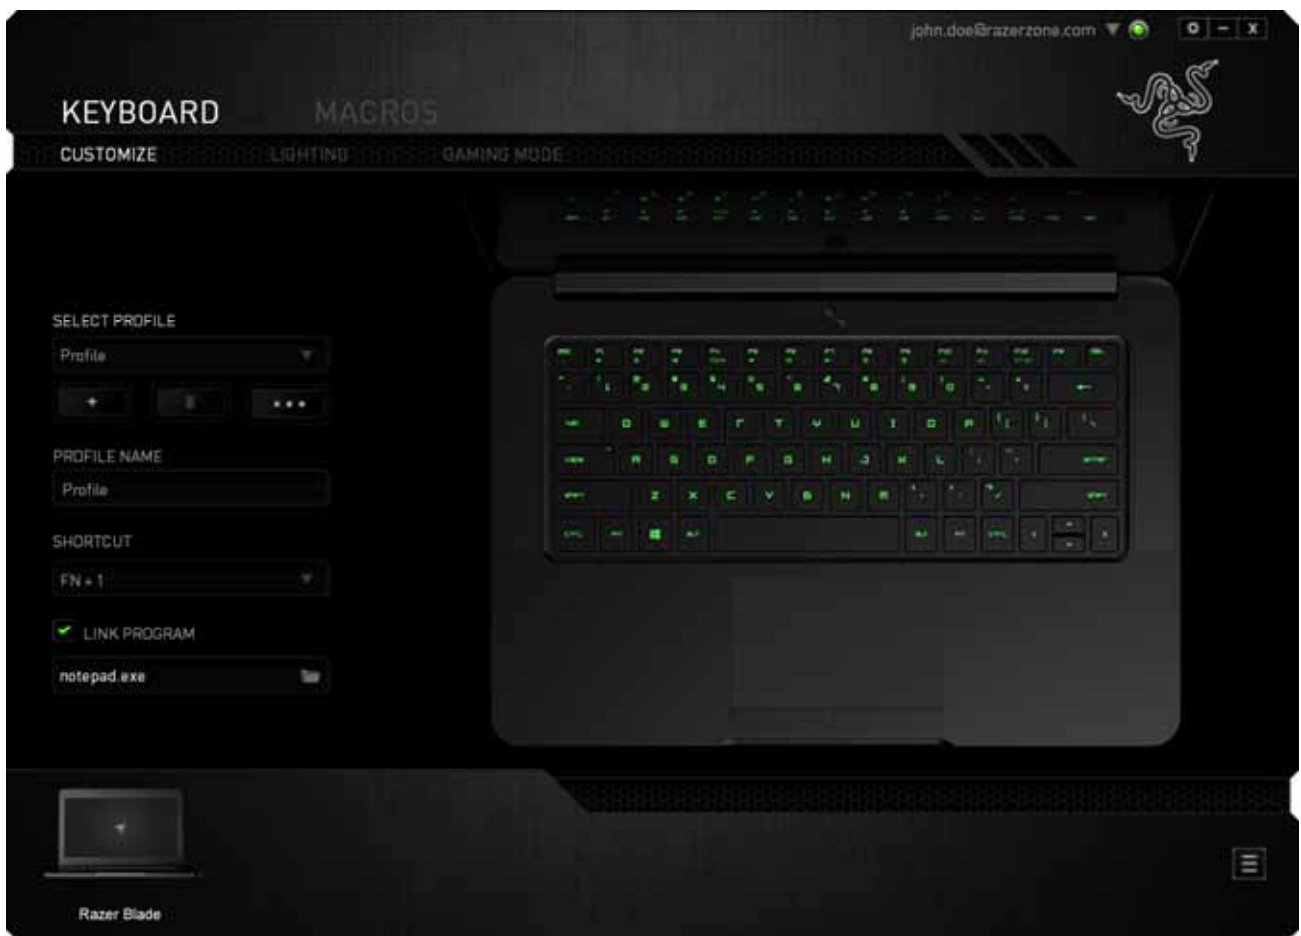 john.doe@razerzone.com
KEYBOARD MACROS
CUSTOMIZE LIGHTING GAMING MODE
SELECT PROFILE
Profile
PROFILE NAME
Profile
SHORTCUT
FN + 1
LINK PROGRAM
notepad.exe
Q W E R T Y U I O P
A S D F G H J K L
Z X C V B N M
Razer Blade